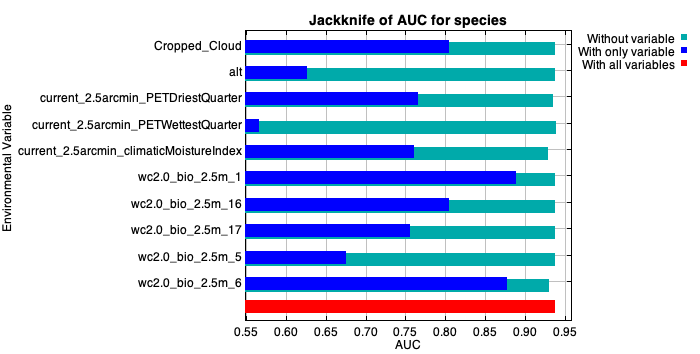 Jackknife of AUC for species
Without variable
With only variable
With all variables
Environmental Variable
Cropped_Cloud
alt
current_2.5arcmin_PETDriestQuarter
current_2.5arcmin_PETWettestQuarter
current_2.5arcmin_climaticMoistureIndex
wc2.0_bio_2.5m_1
wc2.0_bio_2.5m_16
wc2.0_bio_2.5m_17
wc2.0_bio_2.5m_5
wc2.0_bio_2.5m_6
0.55 0.60 0.65 0.70 0.75 0.80 0.85 0.90 0.95
AUC